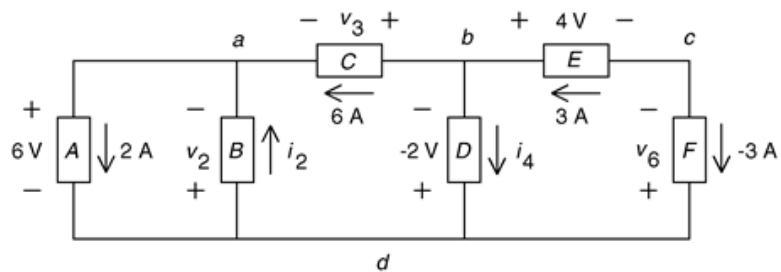 − v3 +
+ 4 V −
a
b
c
C
E
6 A
3 A
+
−
−
−
6 V
A
2 A
v2
B
i2
-2 V
D
i4
v6
F
-3 A
−
+
+
+
d